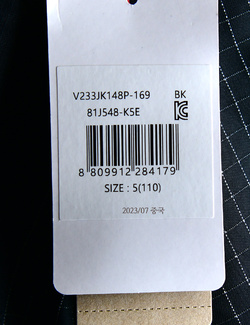 V233JK148P-169 BK
81J548-K5E
8 809912 284179
SIZE : 5(110)
2023/07 중국